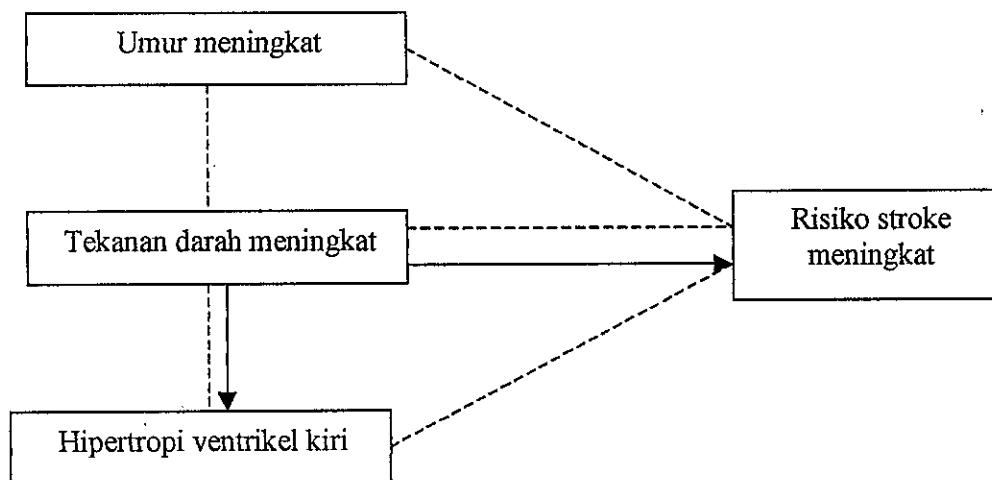 Umur meningkat
Tekanan darah meningkat
Risiko stroke
meningkat
Hipertropi ventrikel kiri